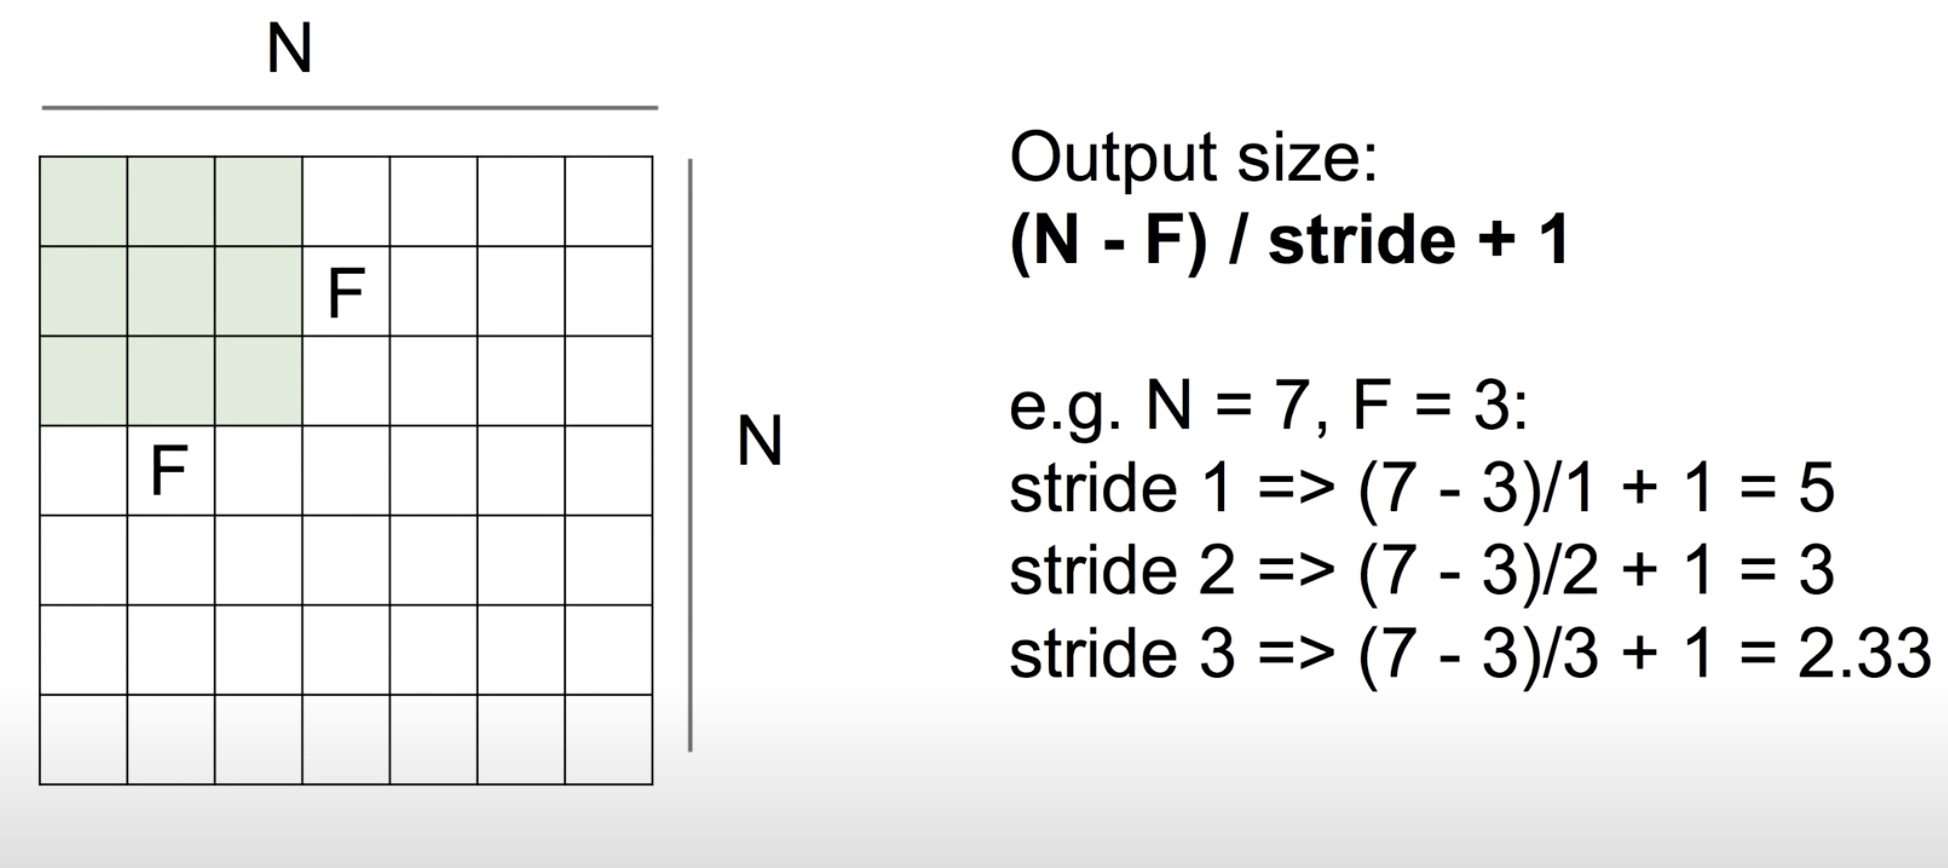 N
F
F
N
Output size:
(N - F) / stride + 1
e.g. N = 7, F = 3:
stride 1 => (7 - 3)/1 + 1 = 5
stride 2 => (7 - 3)/2 + 1 = 3
stride 3 => (7 - 3)/3 + 1 = 2.33